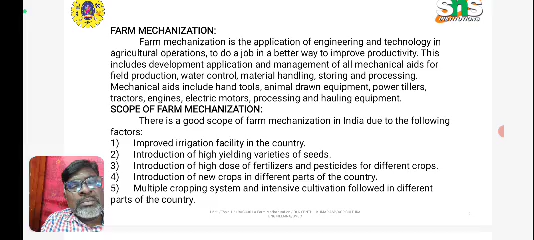 SNS
INSTITUTIONS
FARM MECHANIZATION:
Farm mechanization is the application of engineering and technology in
agricultural operations, to do a job in a better way to improve productivity. This
includes development application and management of all mechanical aids for
field production, water control, material handling, storing and processing.
Mechanical aids include hand tools, animal drawn equipment, power tillers,
tractors, engines, electric motors, processing and hauling equipment.
SCOPE OF FARM MECHANIZATION:
There is a good scope of farm mechanization in India due to the following
factors:
1) Improved irrigation facility in the country.
2) Introduction of high yielding varieties of seeds.
3) Introduction of high dose of fertilizers and pesticides for different crops.
4) Introduction of new crops in different parts of the country.
5) Multiple cropping system and intensive cultivation followed in different
parts of the country.